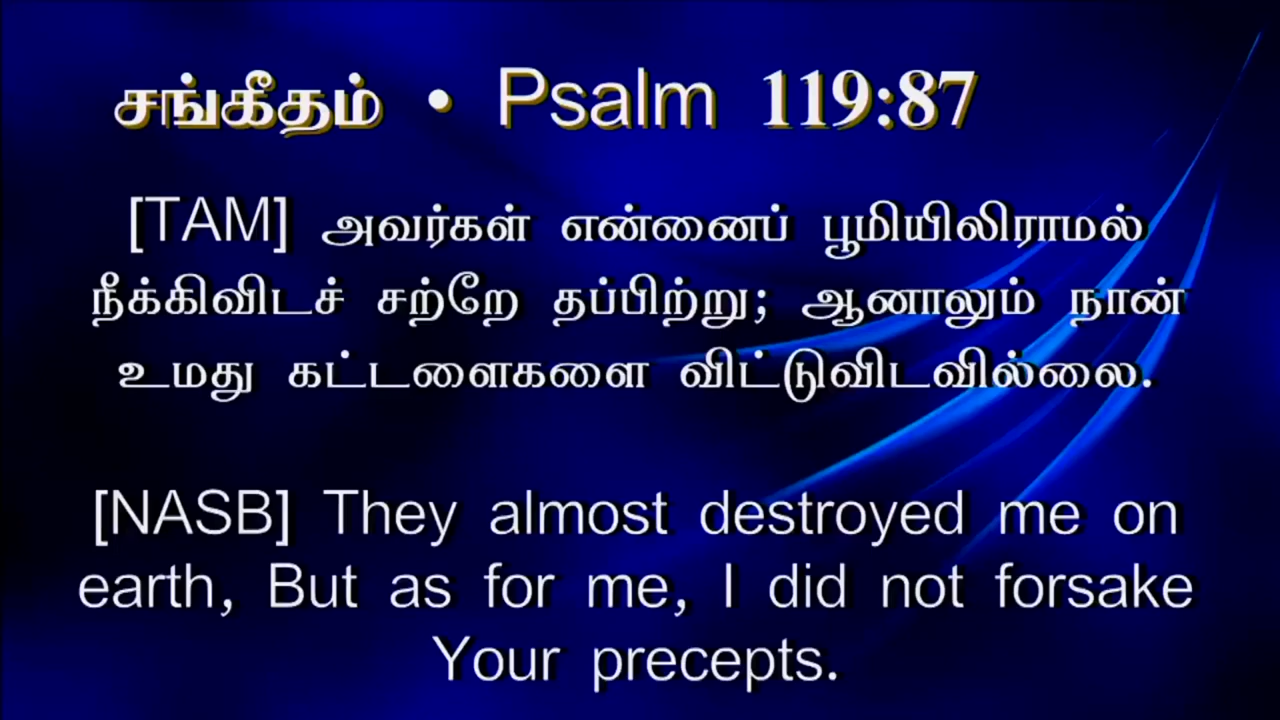 சங்கீதம் • Psalm 119:87
[TAM] அவர்கள் என்னைப் பூமியிலிராமல்
நீக்கிவிடச் சற்றே தப்பிற்று; ஆனாலும் நான்
உமது கட்டளைகளை விட்டுவிடவில்லை.
[NASB] They almost destroyed me on
earth, But as for me, I did not forsake
Your precepts.